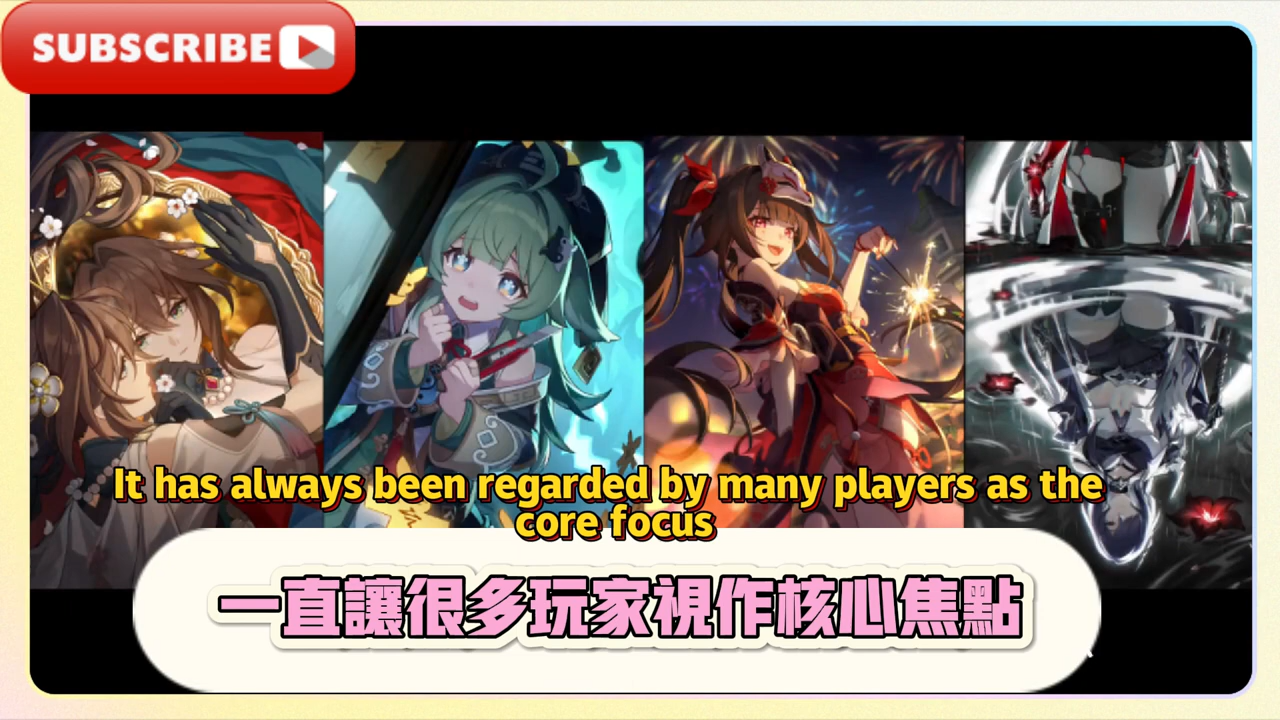 SUBSCRIBE
It has always been regarded by many players as the
core focus
一直讓很多玩家視作核心焦點